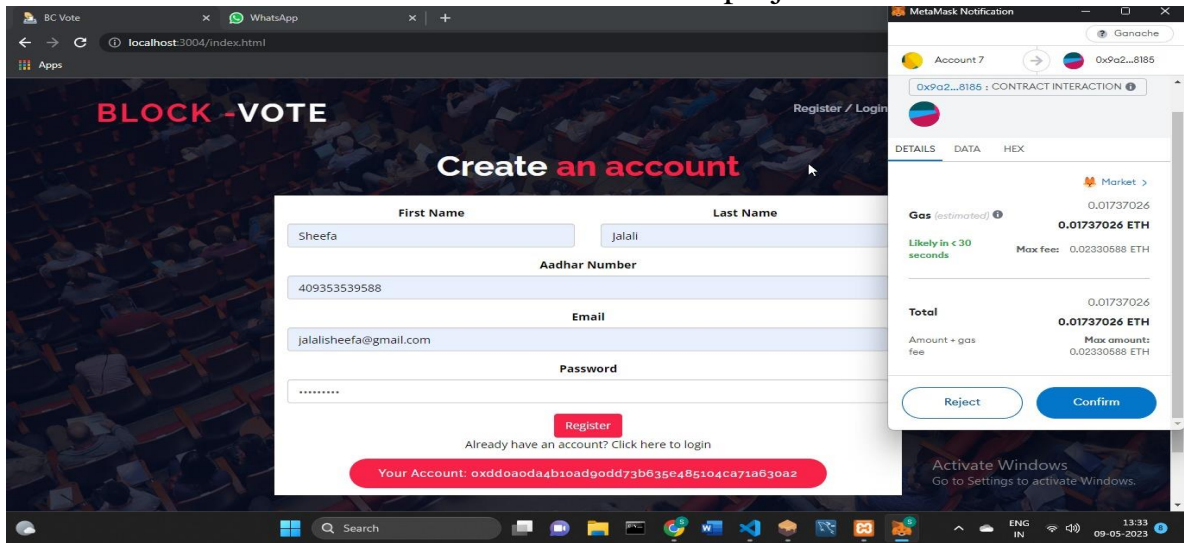 BC Vote
WhatsApp
localhost:3004/index.html
Apps
BLOCK -VOTE
Register / Login
Create an account
First Name
Last Name
Sheefa
Jalali
Aadhar Number
409353539588
Email
jalalisheefa@gmail.com
Password
Register
Already have an account? Click here to login
Your Account: 0xdd0a0da4b10ad90dd73b635e485104ca71a630a2
MetaMask Notification
Ganache
Account 7
0x9a2...8185
0x9a2...8185 : CONTRACT INTERACTION
DETAILS DATA HEX
Market >
0.01737026
Gas (estimated)
0.01737026 ETH
Likely in < 30
seconds
Max fee: 0.02330588 ETH
0.01737026
Total
0.01737026 ETH
Amount + gas
fee
Max amount:
0.02330588 ETH
Reject
Confirm
Activate Windows
Go to Settings to activate Windows.
Search
ENG
IN
13:33
09-05-2023
8